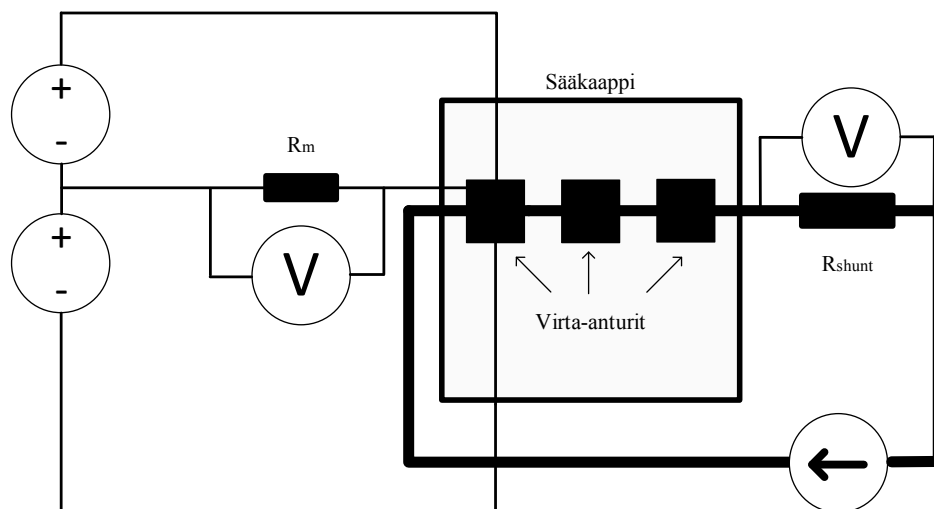 Sääkaappi
+
-
Rm
V
V
+
-
V
Rshunt
Virta-anturit